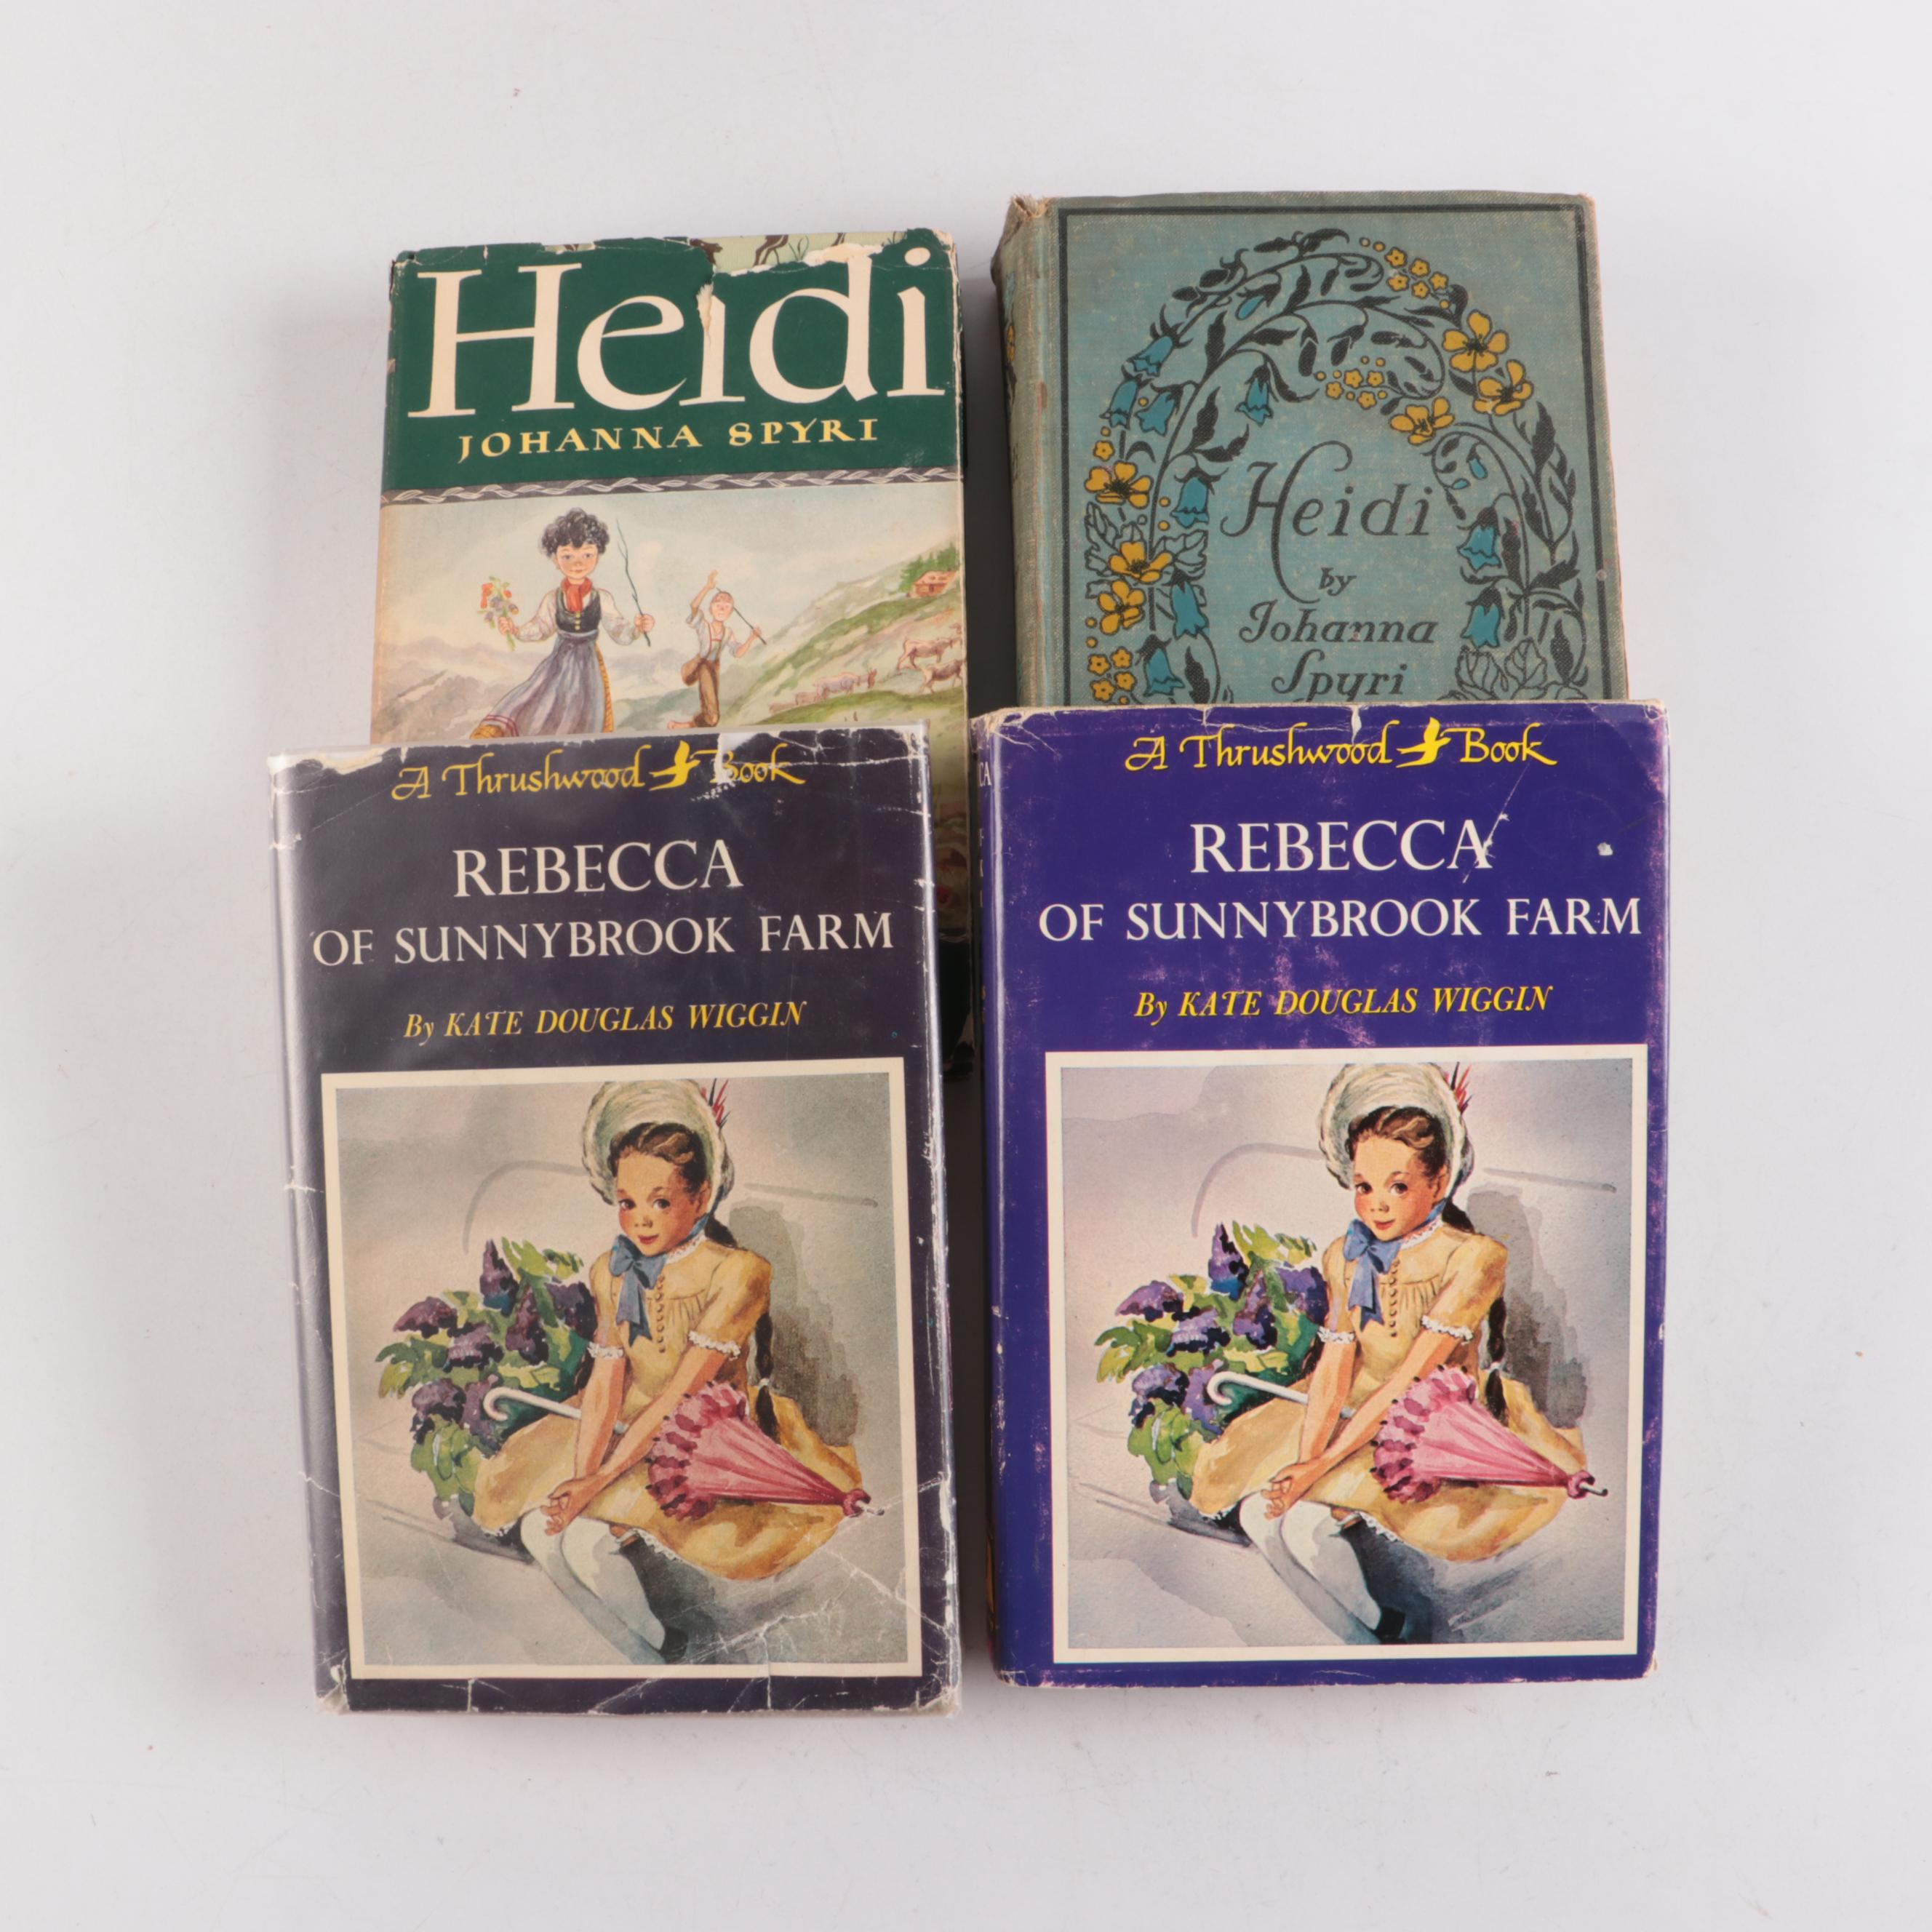 Heidi
JOHANNA SPYRI
Heidi
by
Johanna
Spyri
A Thrushwood Book
REBECCA
OF SUNNYBROOK FARM
By KATE DOUGLAS WIGGIN
A Thrushwood Book
REBECCA
OF SUNNYBROOK FARM
By KATE DOUGLAS WIGGIN